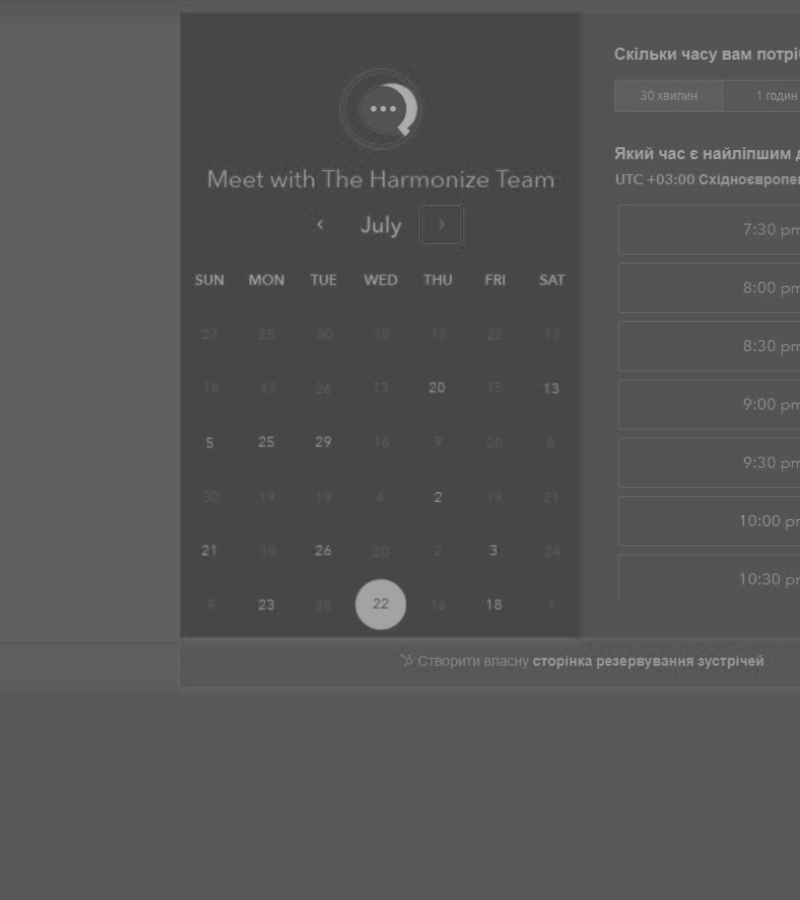 Meet with The Harmonize Team
July
SUN MON TUE WED THU FRI SAT
27 25 30 10 17 22 17
16 17 26 13 20 15 13
5 25 29 16 9 20 6
30 19 19 4 2 19 21
21 10 26 20 2 3 24
9 23 25 22 16 18 1
Скільки часу вам потрі
30 хвилин 1 годин
Який час є найліпшим
UTC +03:00 Східноєвропе
7:30 pm
8:00 pm
8:30 pm
9:00 pm
9:30 pm
10:00 pm
10:30 pm
Створити власну сторінка резервування зустрічей